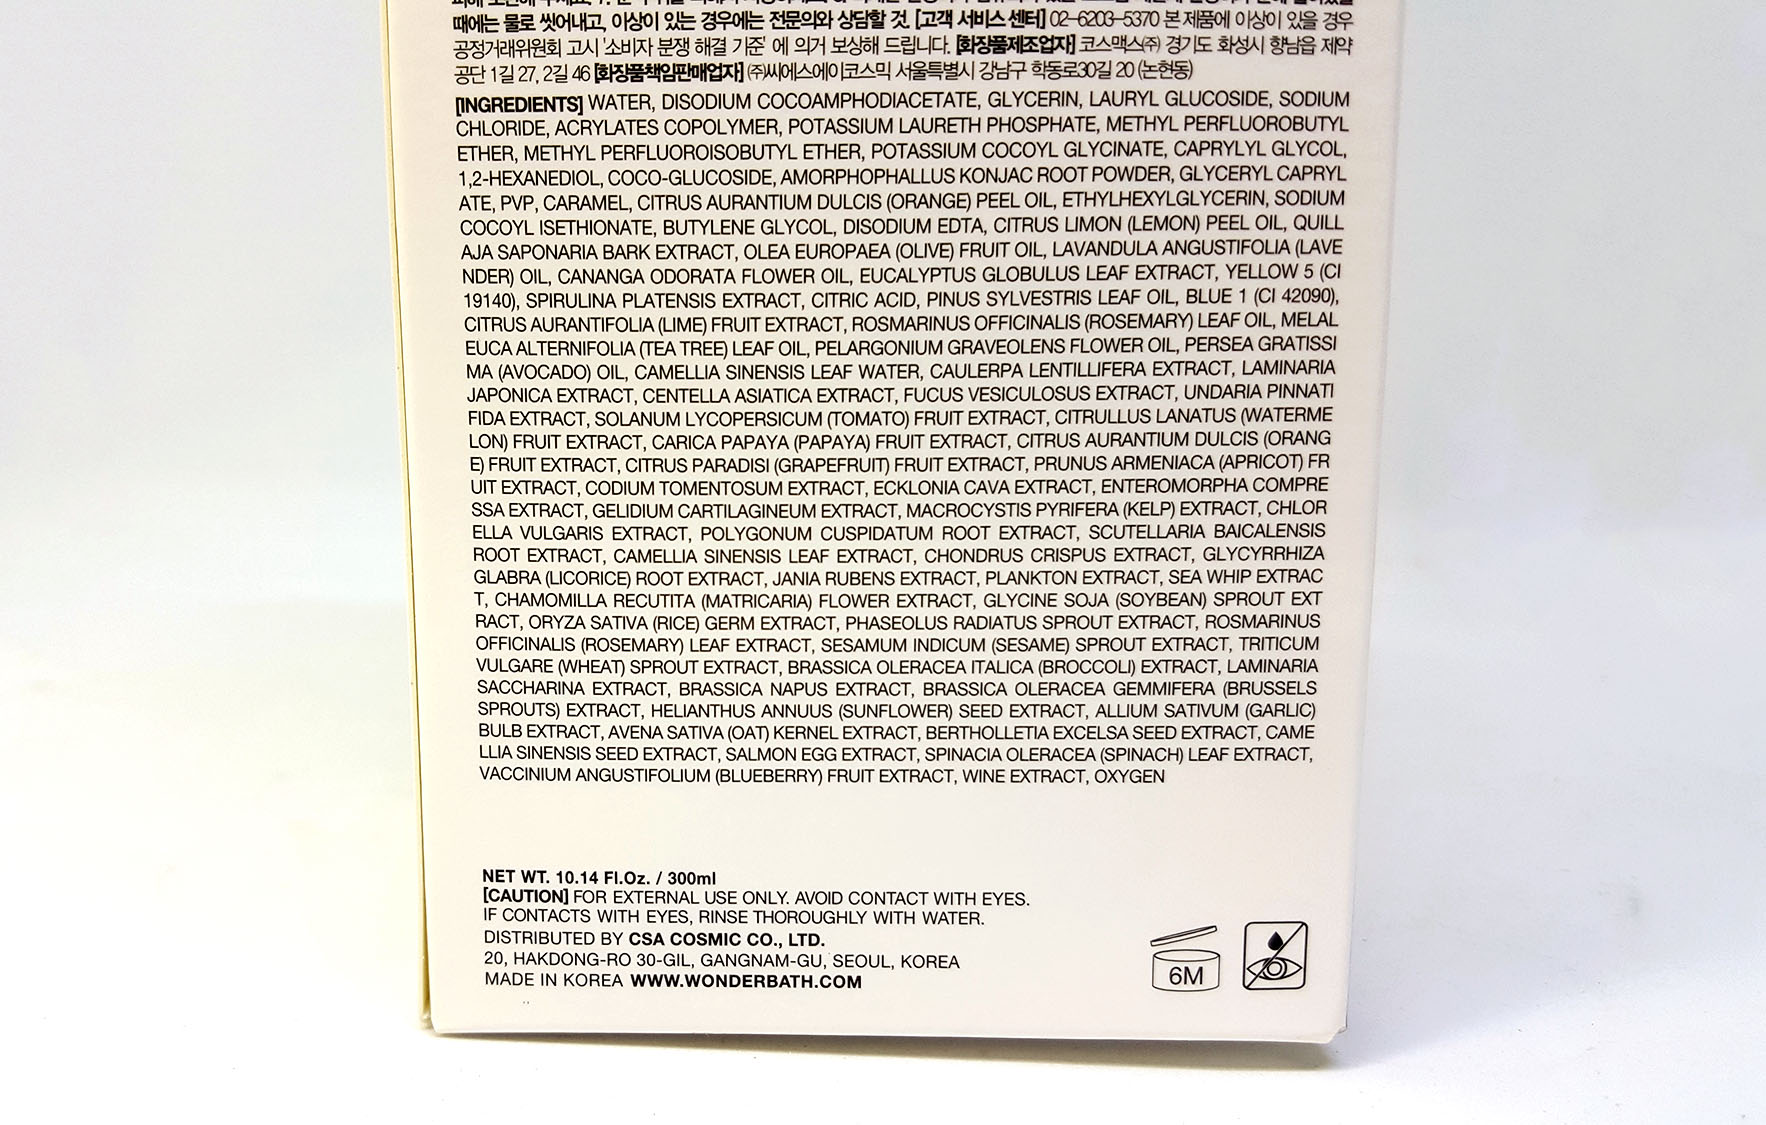 때에는 물로 씻어내고, 이상이 있는 경우에는 전문의와 상담할 것. [고객 서비스 센터] 02-6203-5370 본 제품에 이상이 있을 경우
공정거래위원회 고시 '소비자 분쟁 해결 기준' 에 의거 보상해 드립니다. [화장품제조업자] 코스맥스㈜ 경기도 화성시 향남읍 제약
공단 1길 27, 2길 46 [화장품책임판매업자] ㈜씨에스에이코스믹 서울특별시 강남구 학동로30길 20 (논현동)
[INGREDIENTS] WATER, DISODIUM COCOAMPHODIACETATE, GLYCERIN, LAURYL GLUCOSIDE, SODIUM
CHLORIDE, ACRYLATES COPOLYMER, POTASSIUM LAURETH PHOSPHATE, METHYL PERFLUOROBUTYL
ETHER, METHYL PERFLUOROISOBUTYL ETHER, POTASSIUM COCOYL GLYCINATE, CAPRYLYL GLYCOL,
1,2-HEXANEDIOL, COCO-GLUCOSIDE, AMORPHOPHALLUS KONJAC ROOT POWDER, GLYCERYL CAPRYL
ATE, PVP, CARAMEL, CITRUS AURANTIUM DULCIS (ORANGE) PEEL OIL, ETHYLHEXYLGLYCERIN, SODIUM
COCOYL ISETHIONATE, BUTYLENE GLYCOL, DISODIUM EDTA, CITRUS LIMON (LEMON) PEEL OIL, QUILL
AJA SAPONARIA BARK EXTRACT, OLEA EUROPAEA (OLIVE) FRUIT OIL, LAVANDULA ANGUSTIFOLIA (LAVE
NDER) OIL, CANANGA ODORATA FLOWER OIL, EUCALYPTUS GLOBULUS LEAF EXTRACT, YELLOW 5 (CI
19140), SPIRULINA PLATENSIS EXTRACT, CITRIC ACID, PINUS SYLVESTRIS LEAF OIL, BLUE 1 (CI 42090),
CITRUS AURANTIFOLIA (LIME) FRUIT EXTRACT, ROSMARINUS OFFICINALIS (ROSEMARY) LEAF OIL, MELAL
EUCA ALTERNIFOLIA (TEA TREE) LEAF OIL, PELARGONIUM GRAVEOLENS FLOWER OIL, PERSEA GRATISSI
MA (AVOCADO) OIL, CAMELLIA SINENSIS LEAF WATER, CAULERPA LENTILLIFERA EXTRACT, LAMINARIA
JAPONICA EXTRACT, CENTELLA ASIATICA EXTRACT, FUCUS VESICULOSUS EXTRACT, UNDARIA PINNATI
FIDA EXTRACT, SOLANUM LYCOPERSICUM (TOMATO) FRUIT EXTRACT, CITRULLUS LANATUS (WATERME
LON) FRUIT EXTRACT, CARICA PAPAYA (PAPAYA) FRUIT EXTRACT, CITRUS AURANTIUM DULCIS (ORANG
E) FRUIT EXTRACT, CITRUS PARADISI (GRAPEFRUIT) FRUIT EXTRACT, PRUNUS ARMENIACA (APRICOT) FR
UIT EXTRACT, CODIUM TOMENTOSUM EXTRACT, ECKLONIA CAVA EXTRACT, ENTEROMORPHA COMPRE
SSA EXTRACT, GELIDIUM CARTILAGINEUM EXTRACT, MACROCYSTIS PYRIFERA (KELP) EXTRACT, CHLOR
ELLA VULGARIS EXTRACT, POLYGONUM CUSPIDATUM ROOT EXTRACT, SCUTELLARIA BAICALENSIS
ROOT EXTRACT, CAMELLIA SINENSIS LEAF EXTRACT, CHONDRUS CRISPUS EXTRACT, GLYCYRRHIZA
GLABRA (LICORICE) ROOT EXTRACT, JANIA RUBENS EXTRACT, PLANKTON EXTRACT, SEA WHIP EXTRAC
T, CHAMOMILLA RECUTITA (MATRICARIA) FLOWER EXTRACT, GLYCINE SOJA (SOYBEAN) SPROUT EXT
RACT, ORYZA SATIVA (RICE) GERM EXTRACT, PHASEOLUS RADIATUS SPROUT EXTRACT, ROSMARINUS
OFFICINALIS (ROSEMARY) LEAF EXTRACT, SESAMUM INDICUM (SESAME) SPROUT EXTRACT, TRITICUM
VULGARE (WHEAT) SPROUT EXTRACT, BRASSICA OLERACEA ITALICA (BROCCOLI) EXTRACT, LAMINARIA
SACCHARINA EXTRACT, BRASSICA NAPUS EXTRACT, BRASSICA OLERACEA GEMMIFERA (BRUSSELS
SPROUTS) EXTRACT, HELIANTHUS ANNUUS (SUNFLOWER) SEED EXTRACT, ALLIUM SATIVUM (GARLIC)
BULB EXTRACT, AVENA SATIVA (OAT) KERNEL EXTRACT, BERTHOLLETIA EXCELSA SEED EXTRACT, CAME
LLIA SINENSIS SEED EXTRACT, SALMON EGG EXTRACT, SPINACIA OLERACEA (SPINACH) LEAF EXTRACT,
VACCINIUM ANGUSTIFOLIUM (BLUEBERRY) FRUIT EXTRACT, WINE EXTRACT, OXYGEN
NET WT. 10.14 Fl.Oz. / 300ml
[CAUTION] FOR EXTERNAL USE ONLY. AVOID CONTACT WITH EYES.
IF CONTACTS WITH EYES, RINSE THOROUGHLY WITH WATER.
DISTRIBUTED BY CSA COSMIC CO., LTD.
20, HAKDONG-RO 30-GIL, GANGNAM-GU, SEOUL, KOREA
MADE IN KOREA WWW.WONDERBATH.COM
6M